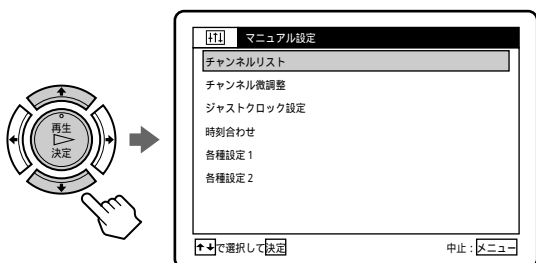 マニュアル設定
チャンネルリスト
チャンネル微調整
ジャストクロック設定
時刻合わせ
各種設定1
各種設定2
再生
決定
↑↓で選択して決定
中止：メニュー